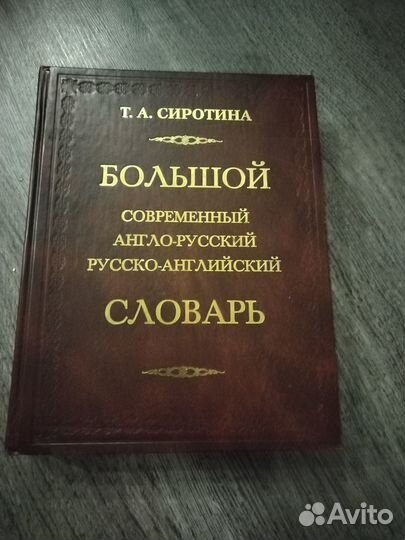 Т. А. СИРОТИНА
БОЛЬШОЙ
СОВРЕМЕННЫЙ
АНГЛО-РУССКИЙ
РУССКО-АНГЛИЙСКИЙ
СЛОВАРЬ
Avito